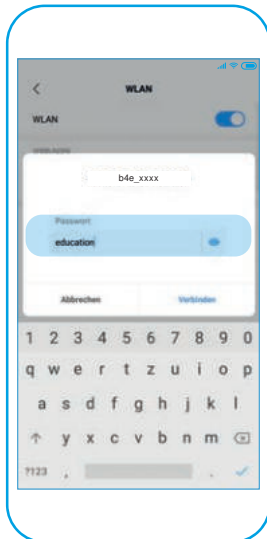 WLAN
WLAN
b4e_xxxx
Passwort
education
Abbrechen Verbinden
1 2 3 4 5 6 7 8 9 0
q w e r t z u i o p
a s d f g h j k l
y x c v b n m
?123 , .